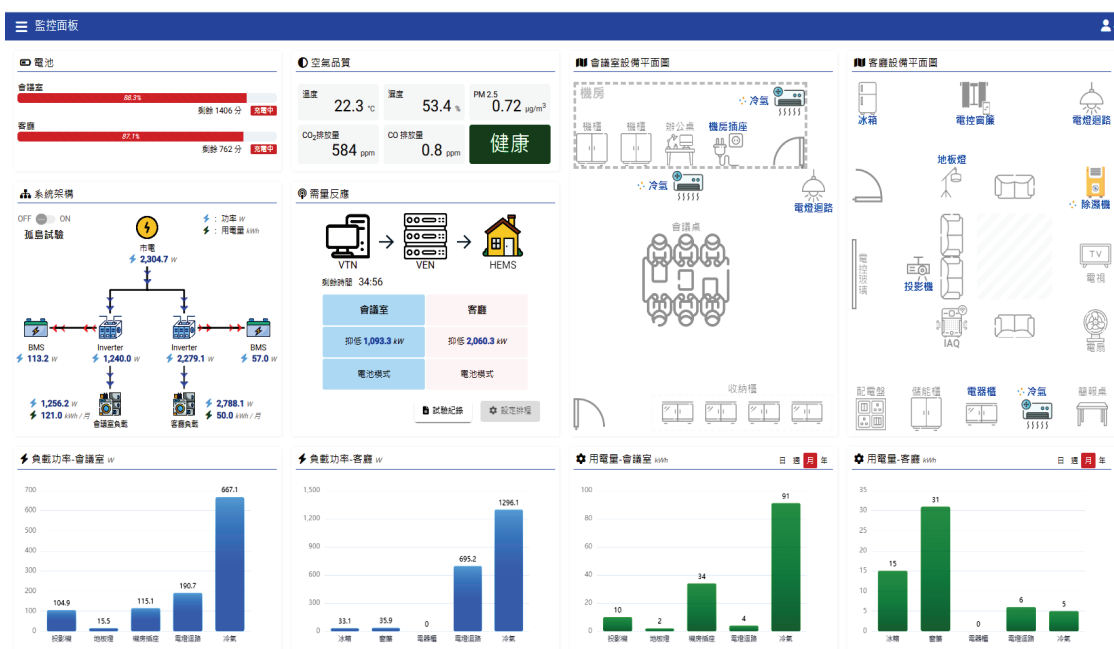 監控面板
電池
會議室
88.3%
剩餘 1406 分 充電中
客廳
87.1%
剩餘 762 分 充電中
空氣品質
溫度 22.3 °C
濕度 53.4 %
PM 2.5 0.72 μg/m³
CO₂排放量 584 ppm
CO 排放量 0.8 ppm
健康
系統架構
OFF ON
孤島試驗
：功率 W
：用電量 kWh
市電
2,304.7 W
BMS
113.2 W
Inverter
1,240.0 W
Inverter
2,279.1 W
BMS
57.0 W
1,256.2 W
121.0 kWh / 月
會議室負載
2,788.1 W
50.0 kWh / 月
客廳負載
需量反應
VTN VEN HEMS
剩餘時間 34:56
會議室 客廳
抑低 1,093.3 kW 抑低 2,060.3 kW
電池模式 電池模式
試驗紀錄 設定排程
會議室設備平面圖
機房
冷氣
機櫃 機櫃 辦公桌 機房插座
冷氣
電燈迴路
會議桌
收納櫃
客廳設備平面圖
冰箱 電控窗簾 電燈迴路
地板燈
除濕機
電控玻璃
投影機
TV
電視
IAQ
電扇
配電盤 儲能櫃 電器櫃 冷氣 簡報桌
負載功率-會議室 W
700
600
500
400
300
200
100
0
104.9 15.5 115.1 190.7 667.1
投影機 地板燈 機房插座 電燈迴路 冷氣
負載功率-客廳 W
1,500
1,200
900
600
300
0
33.1 35.9 0 695.2 1296.1
冰箱 窗簾 電器櫃 電燈迴路 冷氣
用電量-會議室 kWh 日 週 月 年
100
80
60
40
20
0
10 2 34 4 91
投影機 地板燈 機房插座 電燈迴路 冷氣
用電量-客廳 kWh 日 週 月 年
35
30
25
20
15
10
5
0
15 31 0 6 5
冰箱 窗簾 電器櫃 電燈迴路 冷氣